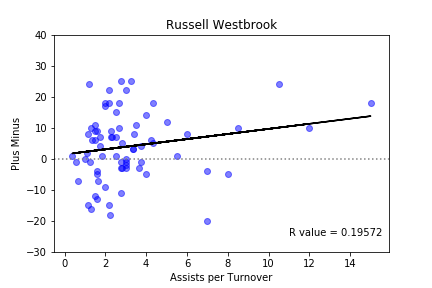 Russell Westbrook
Plus Minus
40
30
20
10
0
−10
−20
−30
R value = 0.19572
0 2 4 6 8 10 12 14
Assists per Turnover